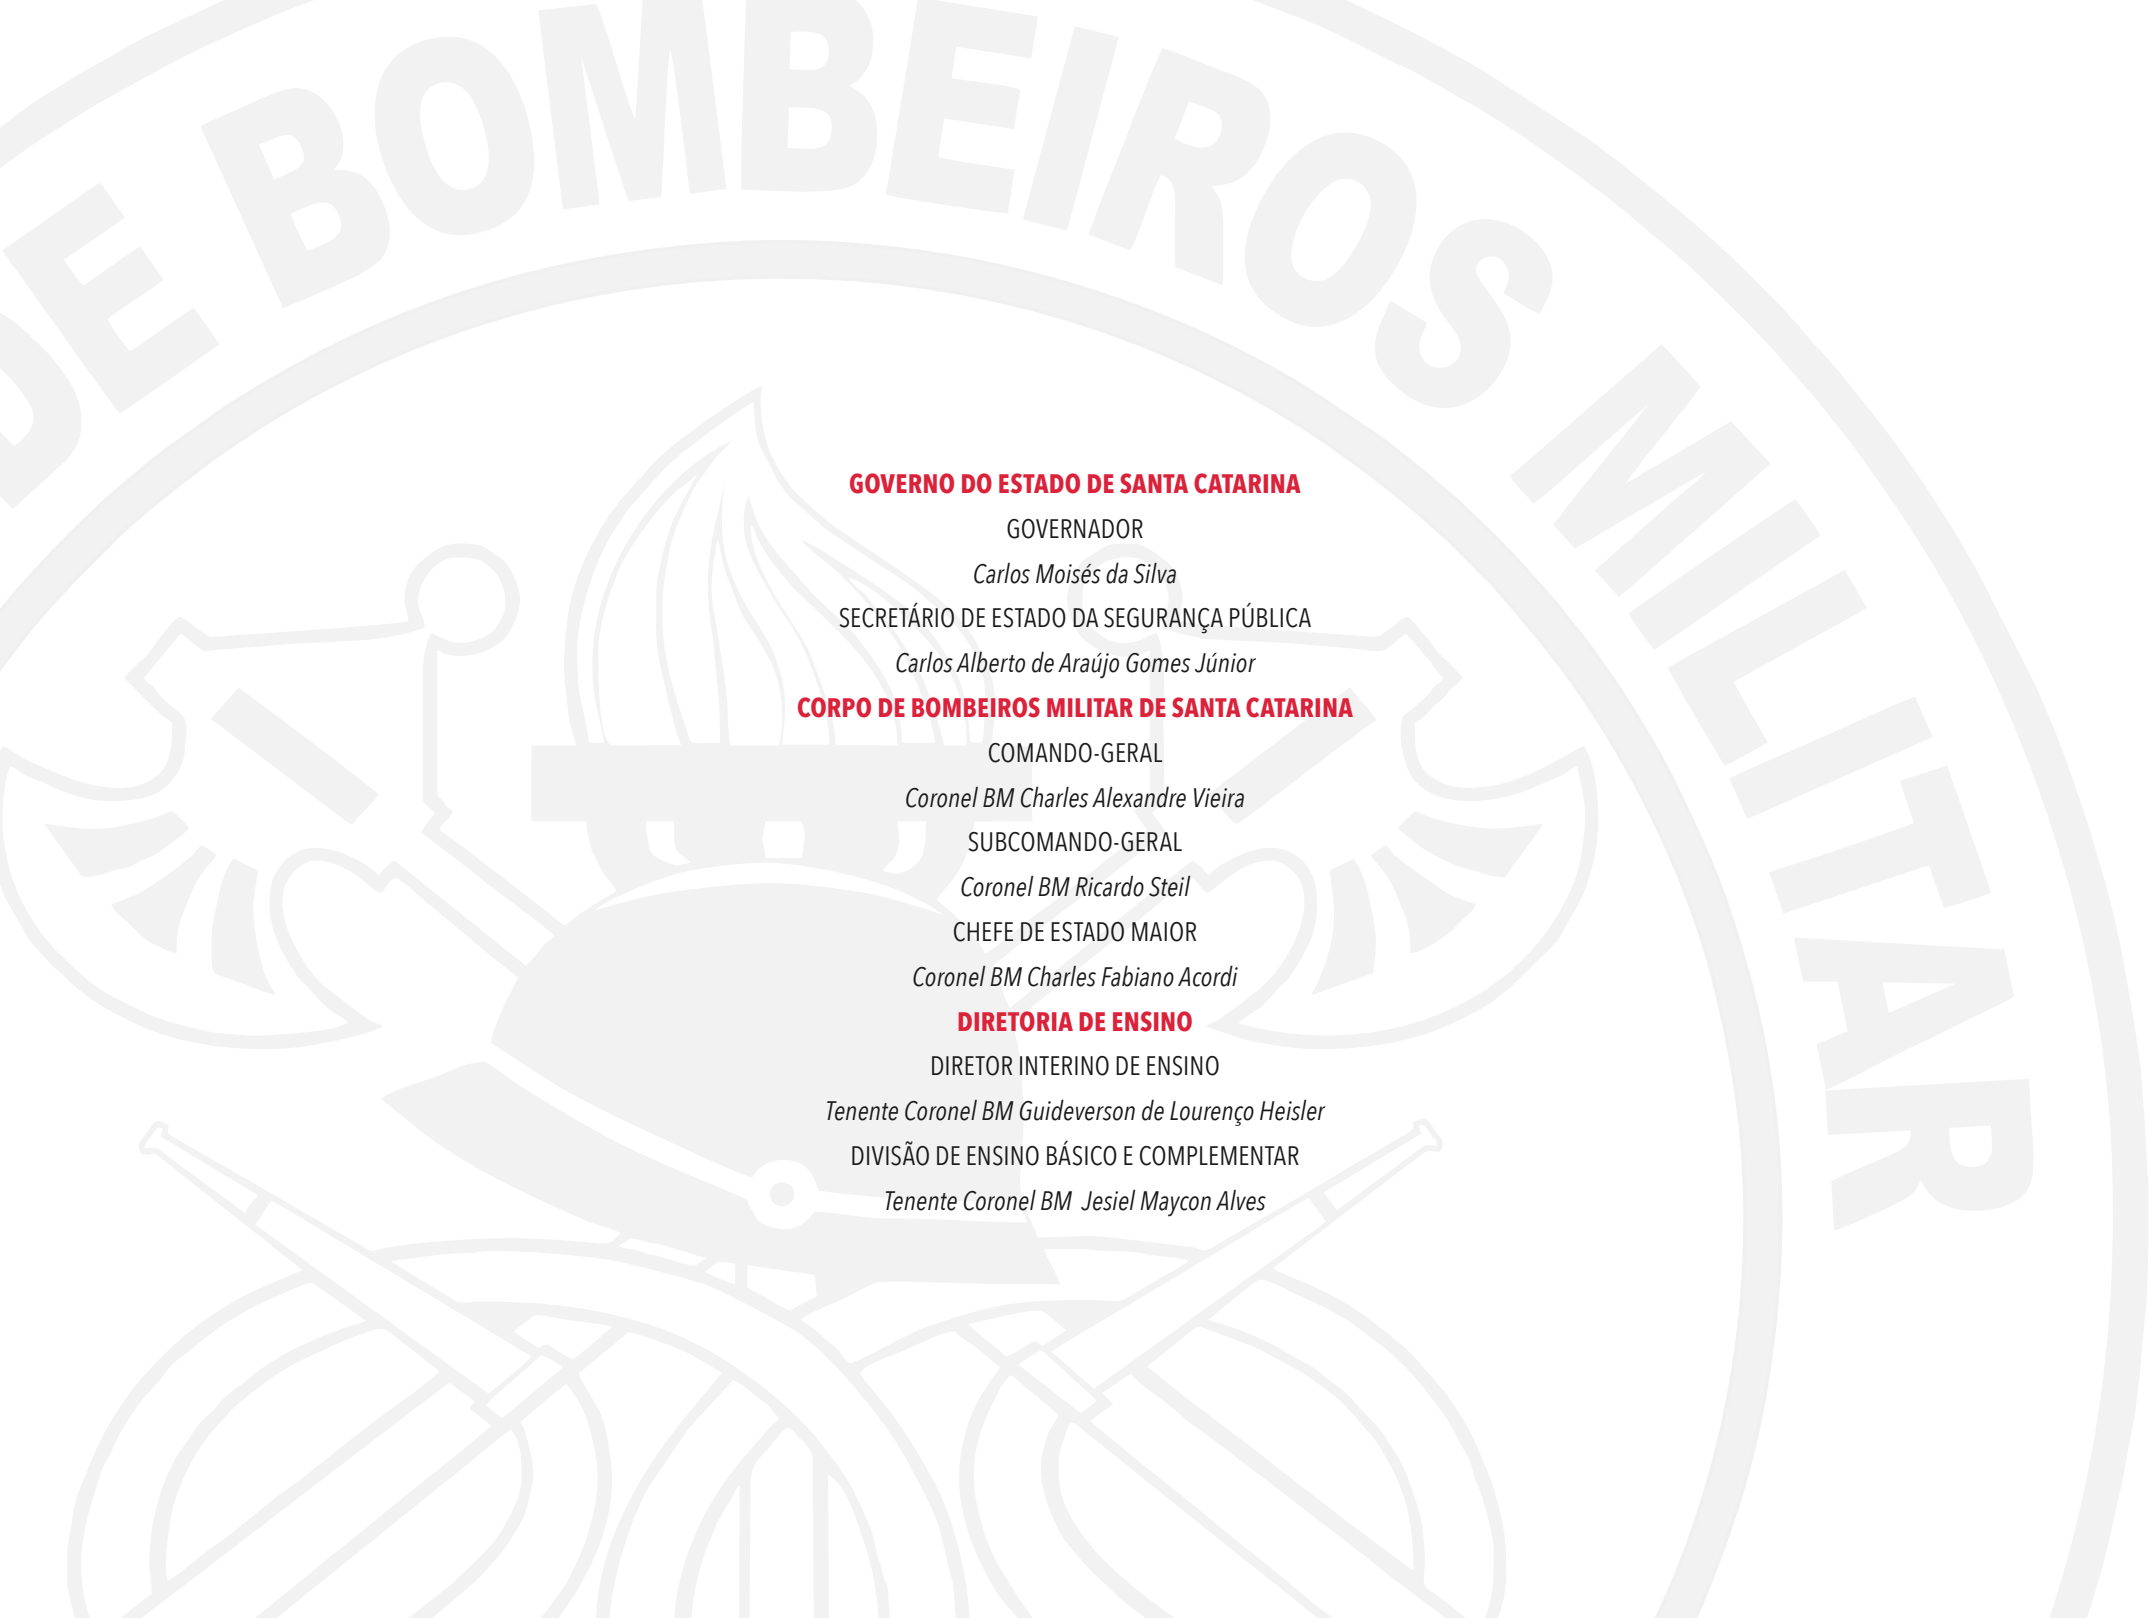 DE BOMBEIROS MILITAR
GOVERNO DO ESTADO DE SANTA CATARINA
GOVERNADOR
Carlos Moisés da Silva
SECRETÁRIO DE ESTADO DA SEGURANÇA PÚBLICA
Carlos Alberto de Araújo Gomes Júnior
CORPO DE BOMBEIROS MILITAR DE SANTA CATARINA
COMANDO-GERAL
Coronel BM Charles Alexandre Vieira
SUBCOMANDO-GERAL
Coronel BM Ricardo Steil
CHEFE DE ESTADO MAIOR
Coronel BM Charles Fabiano Acordi
DIRETORIA DE ENSINO
DIRETOR INTERINO DE ENSINO
Tenente Coronel BM Guideverson de Lourenço Heisler
DIVISÃO DE ENSINO BÁSICO E COMPLEMENTAR
Tenente Coronel BM Jesiel Maycon Alves